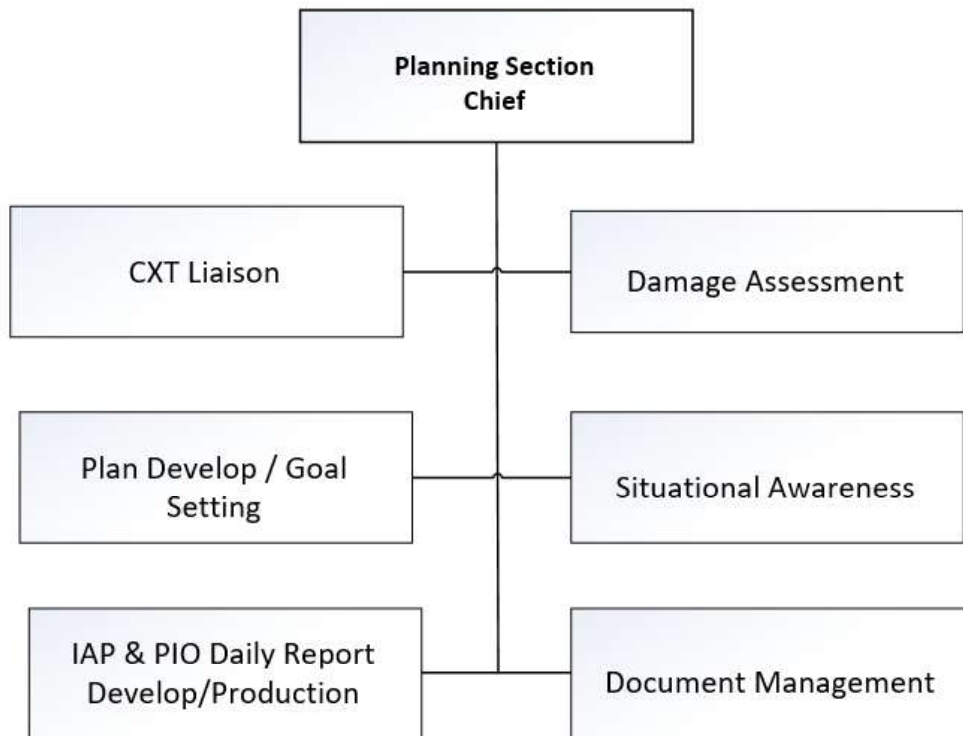 Planning Section
Chief
CXT Liaison
Damage Assessment
Plan Develop / Goal
Setting
Situational Awareness
IAP & PIO Daily Report
Develop/Production
Document Management